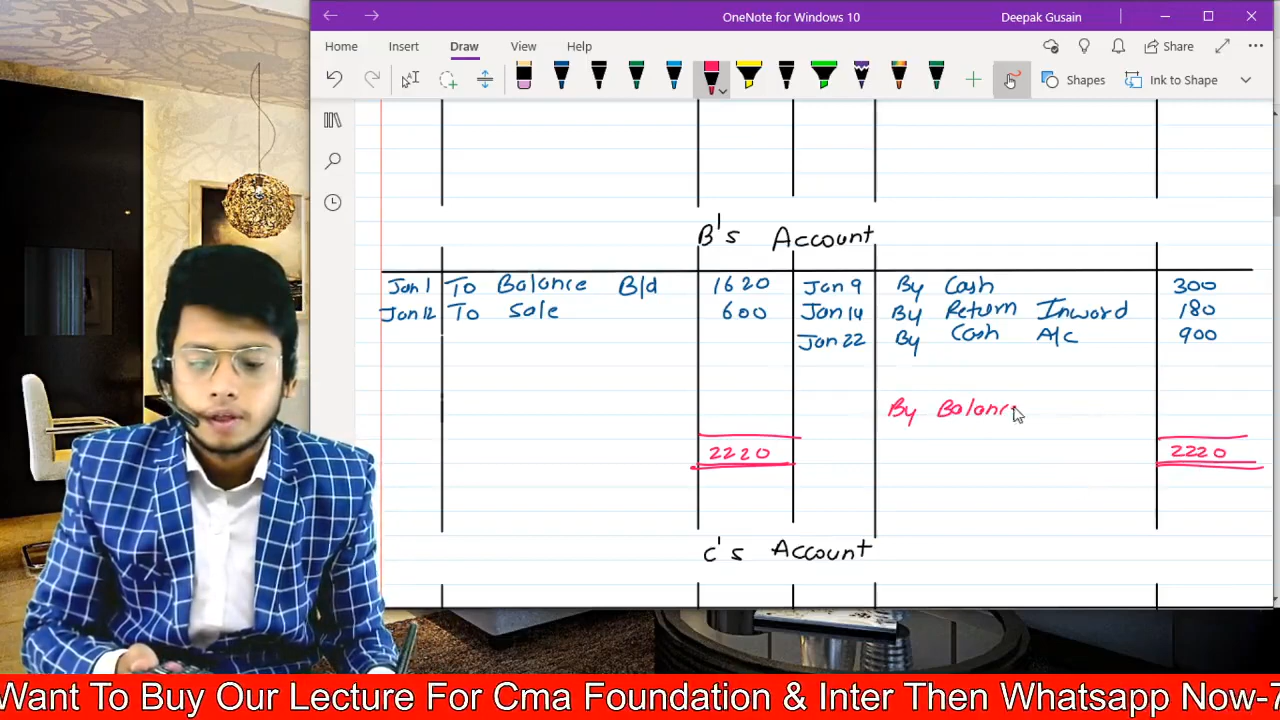 OneNote for Windows 10
Deepak Gusain
Home Insert Draw View Help
Share
Shapes
Ink to Shape
B's Account
Jan 1 To Balance B/d 1620 Jan 9 By Cash 300
Jan 12 To Sale 600 Jan 14 By Return Inward 180
Jan 22 By Cash A/c 900
By Balanc
2220 2220
C's Account
Want To Buy Our Lecture For Cma Foundation & Inter Then Whatsapp Now-7